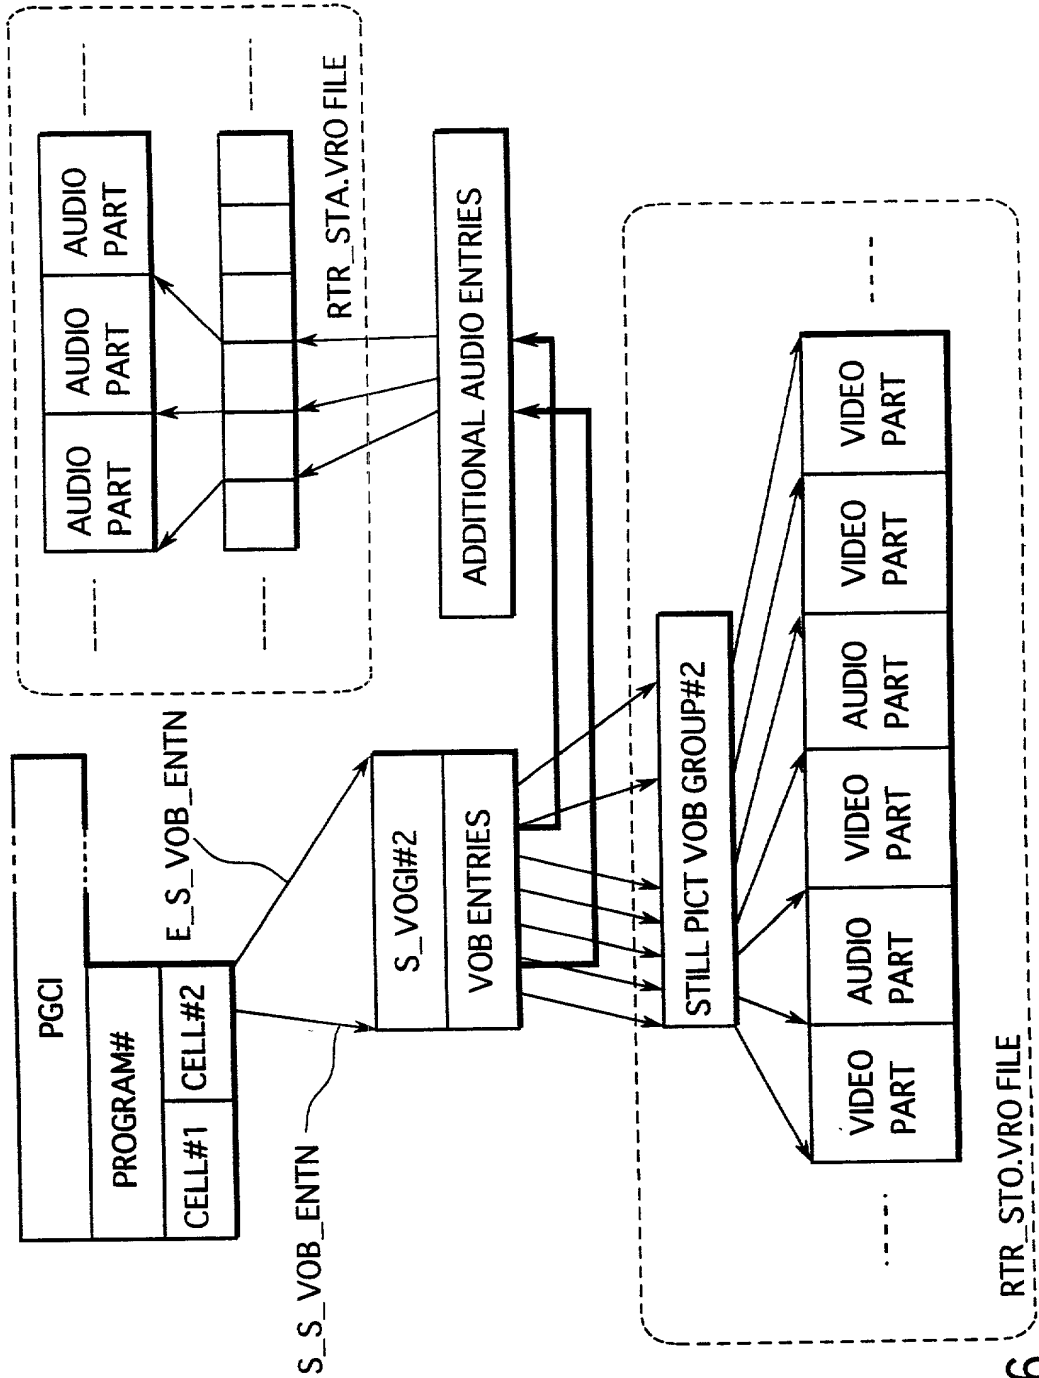 PGCI
PROGRAM#
CELL#1
CELL#2
E_S_VOB_ENTN
S_S_VOB_ENTN
S_VOGI#2
VOB ENTRIES
AUDIO
PART
AUDIO
PART
AUDIO
PART
RTR_STA.VRO FILE
ADDITIONAL AUDIO ENTRIES
STILL PICT VOB GROUP#2
VIDEO
PART
AUDIO
PART
VIDEO
PART
AUDIO
PART
VIDEO
PART
VIDEO
PART
RTR_STO.VRO FILE